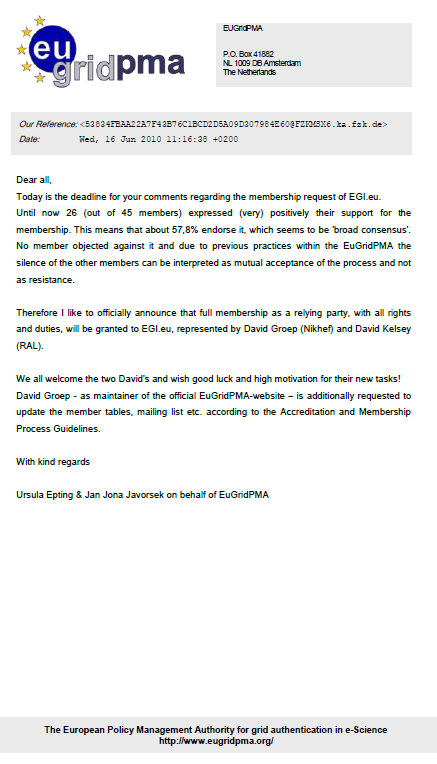 eu
gridpma
EUGridPMA
P.O. Box 41882
NL 1009 DB Amsterdam
The Netherlands
Our Reference: <53834FBAA22A7F43B76C1BCD2D5A09D307984E60@FZKMSX6.ka.fzk.de>
Date: Wed, 16 Jun 2010 11:16:38 +0200
Dear all,
Today is the deadline for your comments regarding the membership request of EGI.eu.
Until now 26 (out of 45 members) expressed (very) positively their support for the
membership. This means that about 57,8% endorse it, which seems to be 'broad consensus'.
No member objected against it and due to previous practices within the EuGridPMA the
silence of the other members can be interpreted as mutual acceptance of the process and not
as resistance.
Therefore I like to officially announce that full membership as a relying party, with all rights
and duties, will be granted to EGI.eu, represented by David Groep (Nikhef) and David Kelsey
(RAL).
We all welcome the two David's and wish good luck and high motivation for their new tasks!
David Groep - as maintainer of the official EuGridPMA-website – is additionally requested to
update the member tables, mailing list etc. according to the Accreditation and Membership
Process Guidelines.
With kind regards
Ursula Epting & Jan Jona Javorsek on behalf of EuGridPMA
The European Policy Management Authority for grid authentication in e-Science
http://www.eugridpma.org/